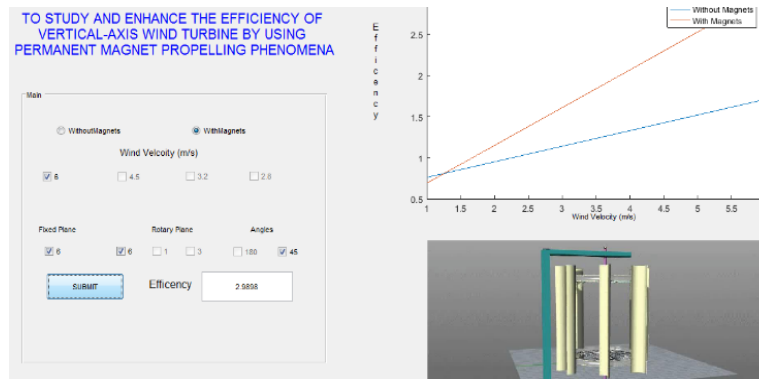 TO STUDY AND ENHANCE THE EFFICIENCY OF
VERTICAL-AXIS WIND TURBINE BY USING
PERMANENT MAGNET PROPELLING PHENOMENA
Main
WithoutMagnets WithMagnets
Wind Velcoity (m/s)
6 4.5 3.2 2.8
Fixed Plane Rotary Plane Angles
6 6 1 3 180 45
SUBMIT Efficency 2.9898
E
f
f
i
c
e
n
c
y
Without Magnets
With Magnets
2.5
2
1.5
1
0.5
1 1.5 2 2.5 3 3.5 4 4.5 5 5.5
Wind Velocity (m/s)